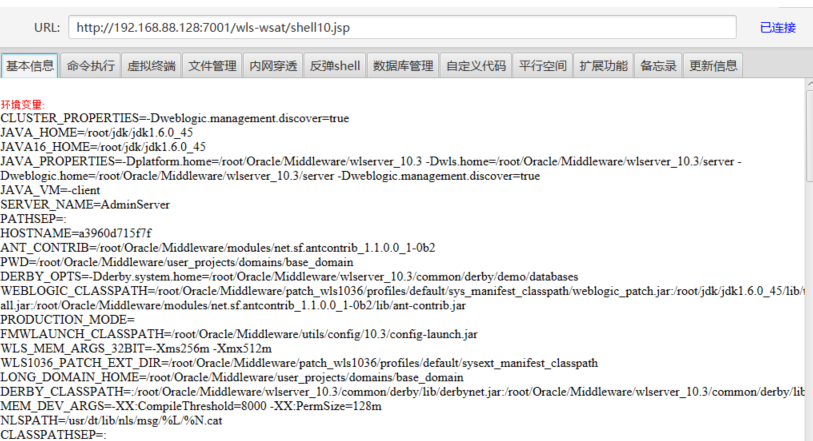 URL: http://192.168.88.128:7001/wls-wsat/shell10.jsp 已连接
基本信息 命令执行 虚拟终端 文件管理 内网穿透 反弹shell 数据库管理 自定义代码 平行空间 扩展功能 备忘录 更新信息
环境变量:
CLUSTER_PROPERTIES=-Dweblogic.management.discover=true
JAVA_HOME=/root/jdk/jdk1.6.0_45
JAVA16_HOME=/root/jdk/jdk1.6.0_45
JAVA_PROPERTIES=-Dplatform.home=/root/Oracle/Middleware/wlserver_10.3 -Dwls.home=/root/Oracle/Middleware/wlserver_10.3/server -
Dweblogic.home=/root/Oracle/Middleware/wlserver_10.3/server -Dweblogic.management.discover=true
JAVA_VM=-client
SERVER_NAME=AdminServer
PATHSEP=:
HOSTNAME=a3960d715f7f
ANT_CONTRIB=/root/Oracle/Middleware/modules/net.sf.antcontrib_1.1.0.0_1-0b2
PWD=/root/Oracle/Middleware/user_projects/domains/base_domain
DERBY_OPTS=-Dderby.system.home=/root/Oracle/Middleware/wlserver_10.3/common/derby/demo/databases
WEBLOGIC_CLASSPATH=/root/Oracle/Middleware/patch_wls1036/profiles/default/sys_manifest_classpath/weblogic_patch.jar:/root/jdk/jdk1.6.0_45/lib/t
all.jar:/root/Oracle/Middleware/modules/net.sf.antcontrib_1.1.0.0_1-0b2/lib/ant-contrib.jar
PRODUCTION_MODE=
FMWLAUNCH_CLASSPATH=/root/Oracle/Middleware/utils/config/10.3/config-launch.jar
WLS_MEM_ARGS_32BIT=-Xms256m -Xmx512m
WLS1036_PATCH_EXT_DIR=/root/Oracle/Middleware/patch_wls1036/profiles/default/sysext_manifest_classpath
LONG_DOMAIN_HOME=/root/Oracle/Middleware/user_projects/domains/base_domain
DERBY_CLASSPATH=:/root/Oracle/Middleware/wlserver_10.3/common/derby/lib/derbynet.jar:/root/Oracle/Middleware/wlserver_10.3/common/derby/lib
MEM_DEV_ARGS=-XX:CompileThreshold=8000 -XX:PermSize=128m
NLSPATH=/usr/dt/lib/nls/msg/%L/%N.cat
CLASSPATHSEP=: